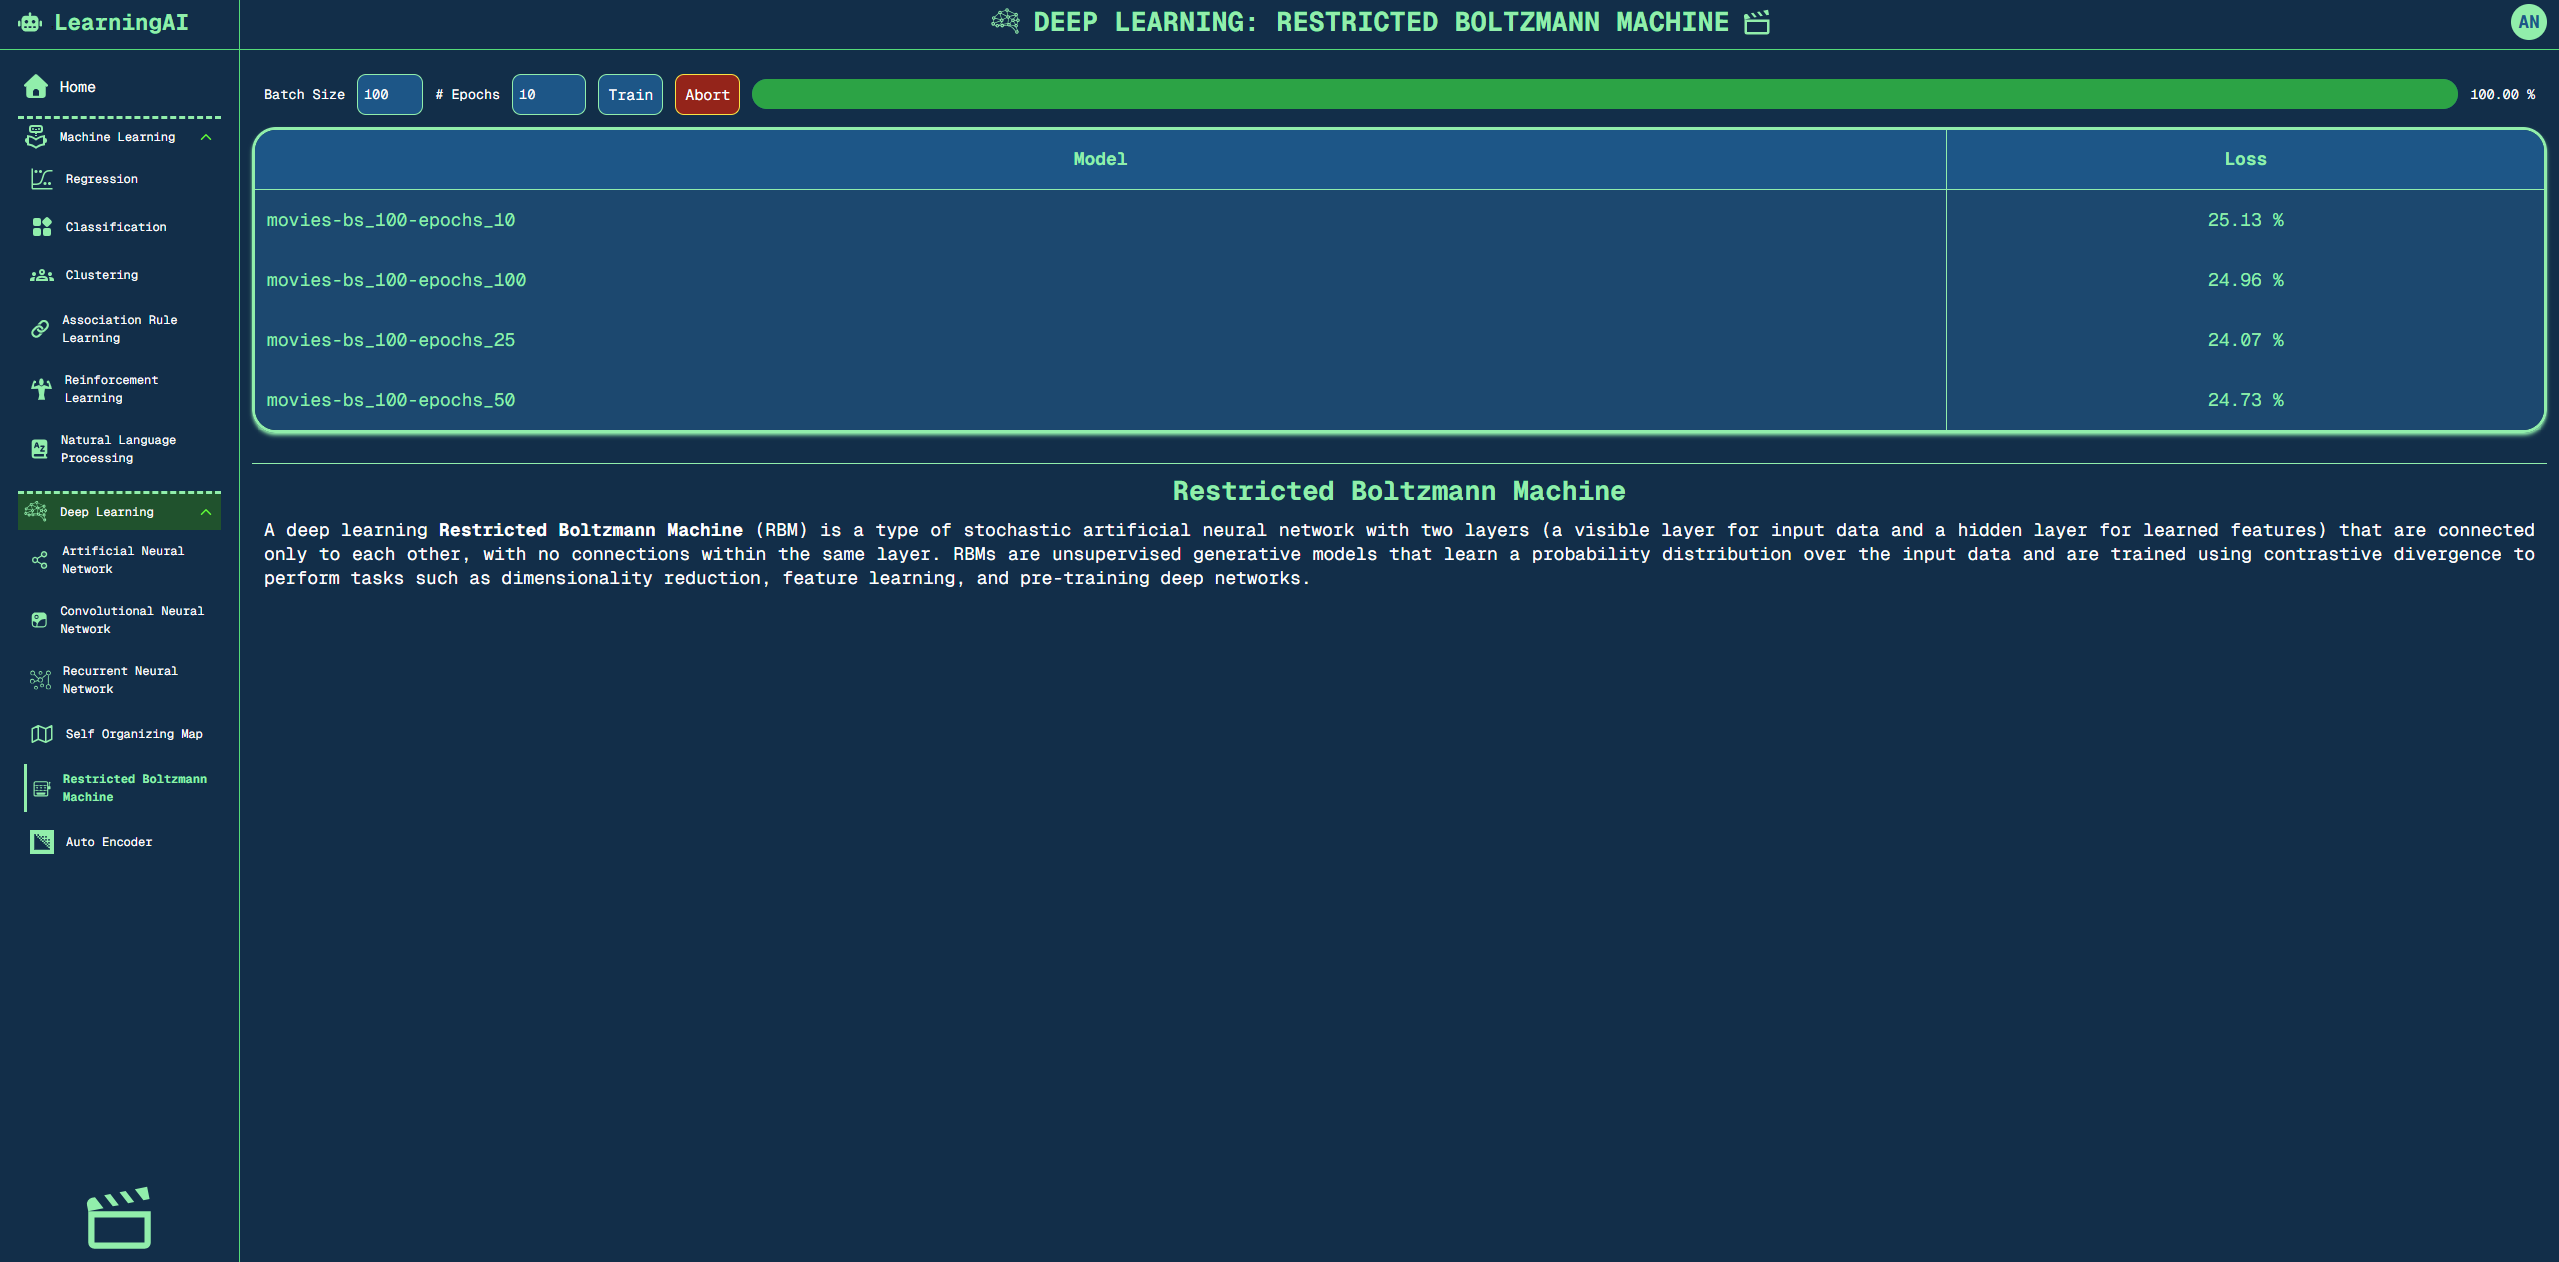 LearningAI
DEEP LEARNING: RESTRICTED BOLTZMANN MACHINE
AN
Home
Machine Learning
Regression
Classification
Clustering
Association Rule
Learning
Reinforcement
Learning
Natural Language
Processing
Deep Learning
Artificial Neural
Network
Convolutional Neural
Network
Recurrent Neural
Network
Self Organizing Map
Restricted Boltzmann
Machine
Auto Encoder
Batch Size 100 # Epochs 10 Train Abort 100.00 %
Model Loss
movies-bs_100-epochs_10 25.13 %
movies-bs_100-epochs_100 24.96 %
movies-bs_100-epochs_25 24.07 %
movies-bs_100-epochs_50 24.73 %
Restricted Boltzmann Machine
A deep learning Restricted Boltzmann Machine (RBM) is a type of stochastic artificial neural network with two layers (a visible layer for input data and a hidden layer for learned features) that are connected
only to each other, with no connections within the same layer. RBMs are unsupervised generative models that learn a probability distribution over the input data and are trained using contrastive divergence to
perform tasks such as dimensionality reduction, feature learning, and pre-training deep networks.